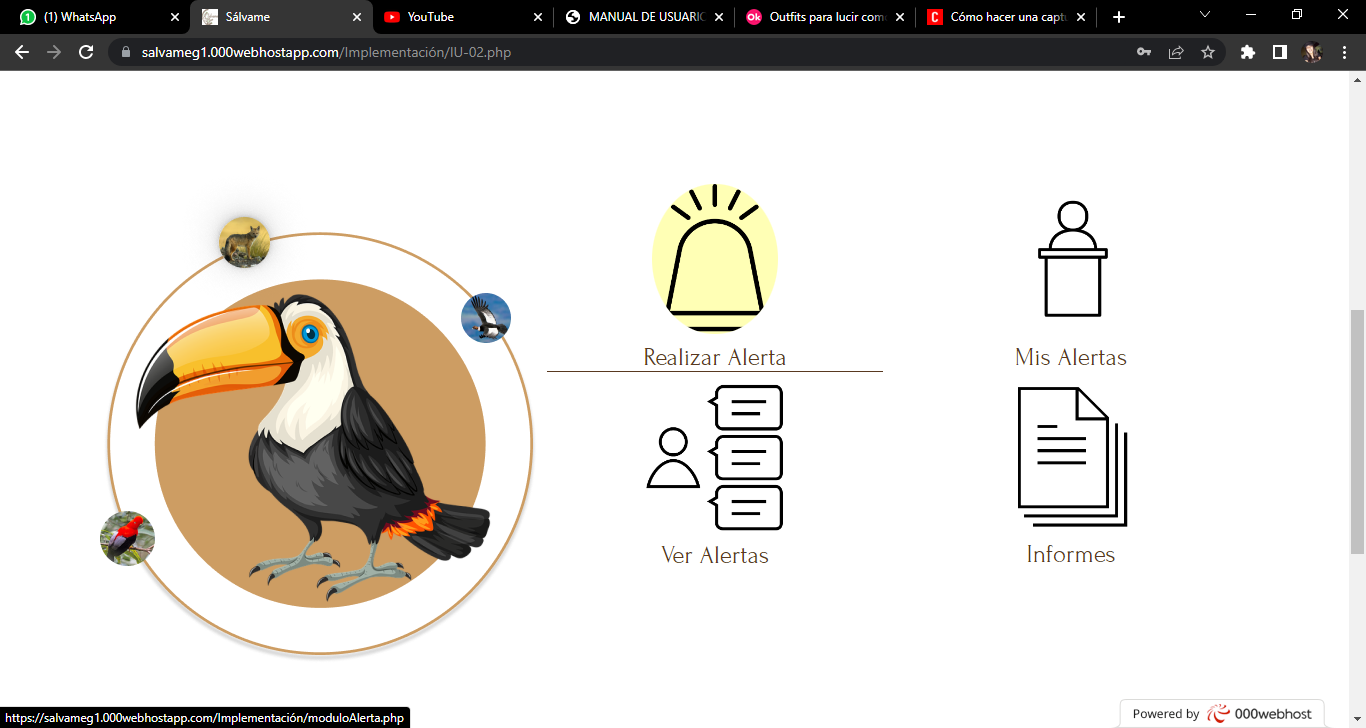 (1) WhatsApp
Sálvame
YouTube
MANUAL DE USUARIO
Outfits para lucir com
Cómo hacer una captu
salvameg1.000webhostapp.com/Implementación/IU-02.php
Realizar Alerta
Mis Alertas
Ver Alertas
Informes
https://salvameg1.000webhostapp.com/Implementación/moduloAlerta.php
Powered by 000webhost